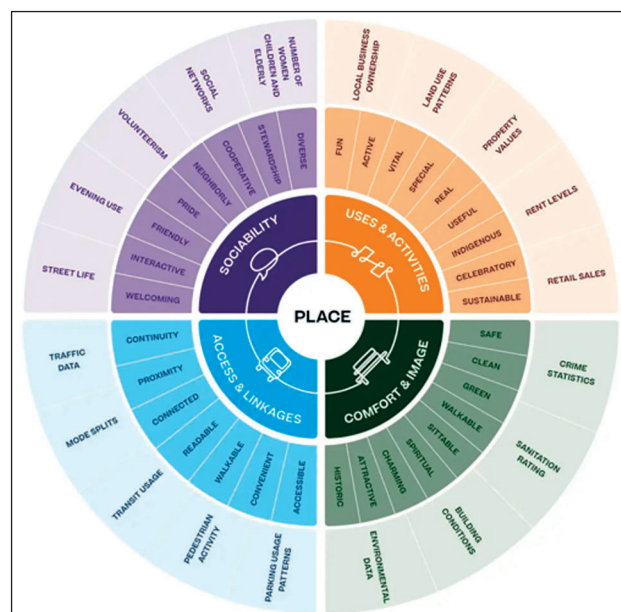 NUMBER OF
WOMEN
CHILDREN AND
ELDERLY
SOCIAL
NETWORKS
VOLUNTEERISM
EVENING USE
STREET LIFE
DIVERSE
STEWARDSHIP
COOPERATIVE
NEIGHBORLY
PRIDE
FRIENDLY
INTERACTIVE
WELCOMING
SOCIABILITY
LOCAL BUSINESS
OWNERSHIP
LAND USE
PATTERNS
PROPERTY
VALUES
RENT LEVELS
RETAIL SALES
FUN
ACTIVE
VITAL
SPECIAL
REAL
USEFUL
INDIGENOUS
CELEBRATORY
SUSTAINABLE
USES & ACTIVITIES
PLACE
ACCESS & LINKAGES
CONTINUITY
PROXIMITY
CONNECTED
READABLE
WALKABLE
CONVENIENT
ACCESSIBLE
TRAFFIC
DATA
MODE SPLITS
TRANSIT USAGE
PEDESTRIAN
ACTIVITY
PARKING USAGE
PATTERNS
COMFORT & IMAGE
SAFE
CLEAN
GREEN
WALKABLE
SITTABLE
SPIRITUAL
CHARMING
ATTRACTIVE
HISTORIC
CRIME
STATISTICS
SANITATION
RATING
BUILDING
CONDITIONS
ENVIRONMENTAL
DATA